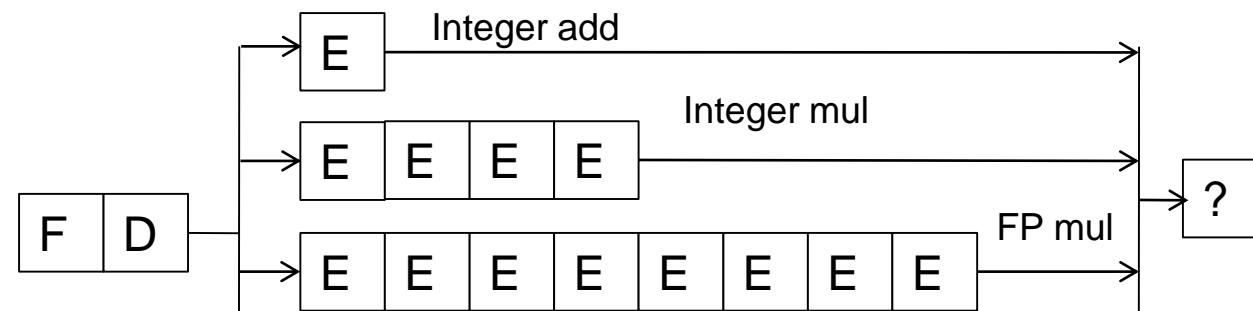 E Integer add
Integer mul
E E E E
F D ?
FP mul
E E E E E E E E